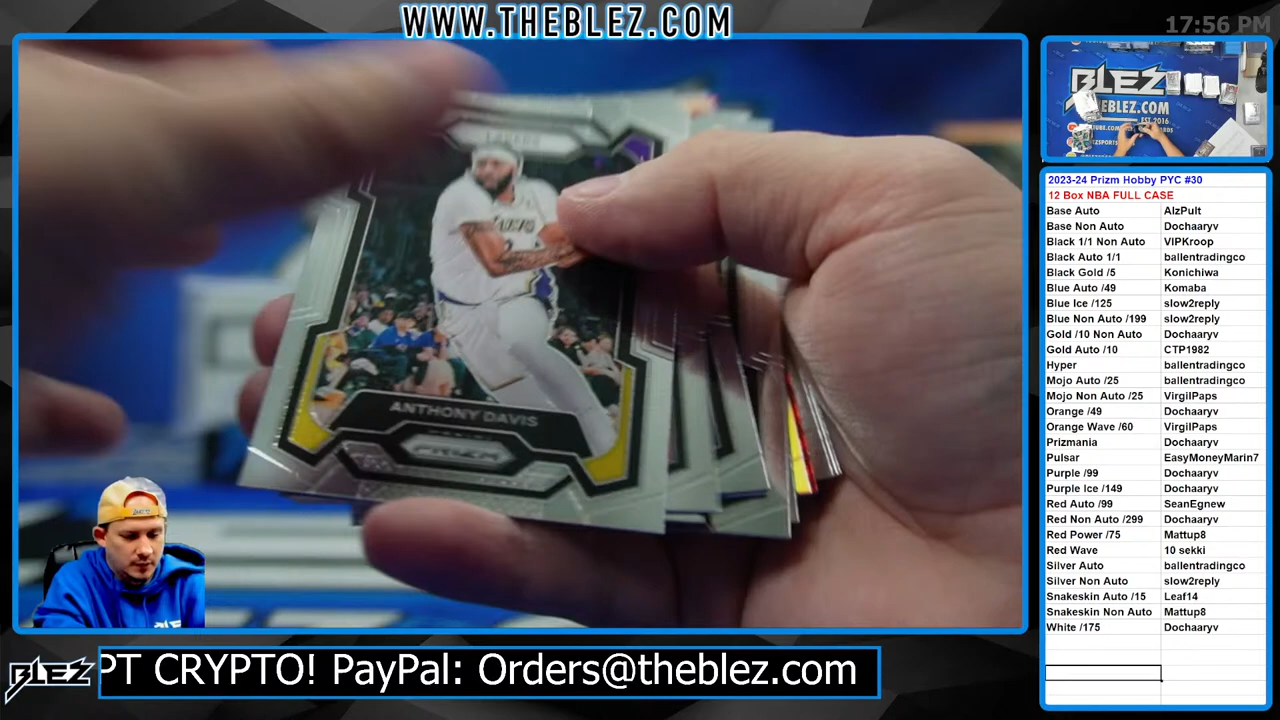 WWW.THEBLEZ.COM
17:56 PM
BLEZ
THEBLEZ.COM
EST 2016
LAKERS
ANTHONY DAVIS
PRIZM
2023-24 Prizm Hobby PYC #30
12 Box NBA FULL CASE
Base Auto AlzPult
Base Non Auto Dochaaryv
Black 1/1 Non Auto VIPKroop
Black Auto 1/1 ballentradingco
Black Gold /5 Konichiwa
Blue Auto /49 Komaba
Blue Ice /125 slow2reply
Blue Non Auto /199 slow2reply
Gold /10 Non Auto Dochaaryv
Gold Auto /10 CTP1982
Hyper ballentradingco
Mojo Auto /25 ballentradingco
Mojo Non Auto /25 VirgilPaps
Orange /49 Dochaaryv
Orange Wave /60 VirgilPaps
Prizmania Dochaaryv
Pulsar EasyMoneyMarin7
Purple /99 Dochaaryv
Purple Ice /149 Dochaaryv
Red Auto /99 SeanEgnew
Red Non Auto /299 Dochaaryv
Red Power /75 Mattup8
Red Wave 10 sekki
Silver Auto ballentradingco
Silver Non Auto slow2reply
Snakeskin Auto /15 Leaf14
Snakeskin Non Auto Mattup8
White /175 Dochaaryv
BLEZ
PT CRYPTO! PayPal: Orders@theblez.com